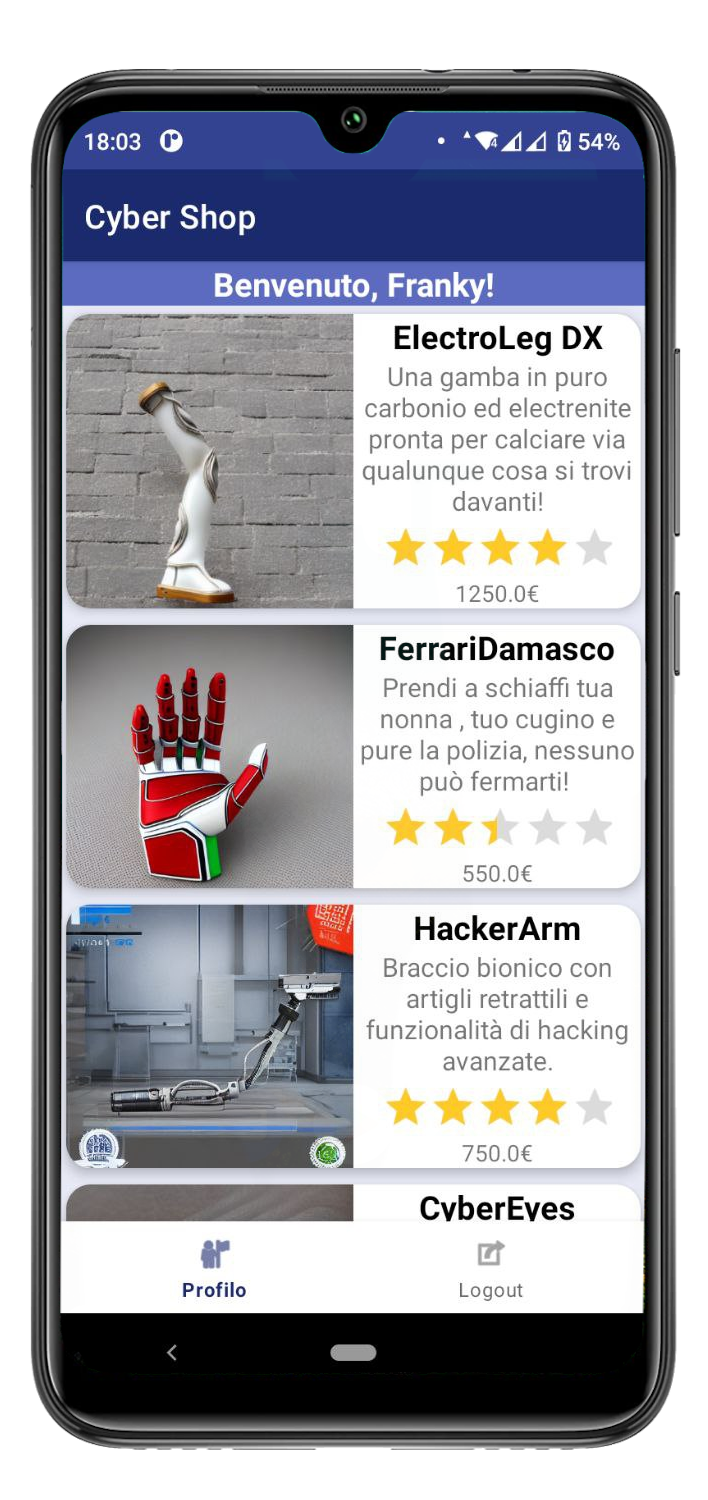 18:03
54%
Cyber Shop
Benvenuto, Franky!
ElectroLeg DX
Una gamba in puro
carbonio ed electrenite
pronta per calciare via
qualunque cosa si trovi
davanti!
1250.0€
FerrariDamasco
Prendi a schiaffi tua
nonna , tuo cugino e
pure la polizia, nessuno
può fermarti!
550.0€
HackerArm
Braccio bionico con
artigli retrattili e
funzionalità di hacking
avanzate.
750.0€
CyberEyes
Profilo
Logout